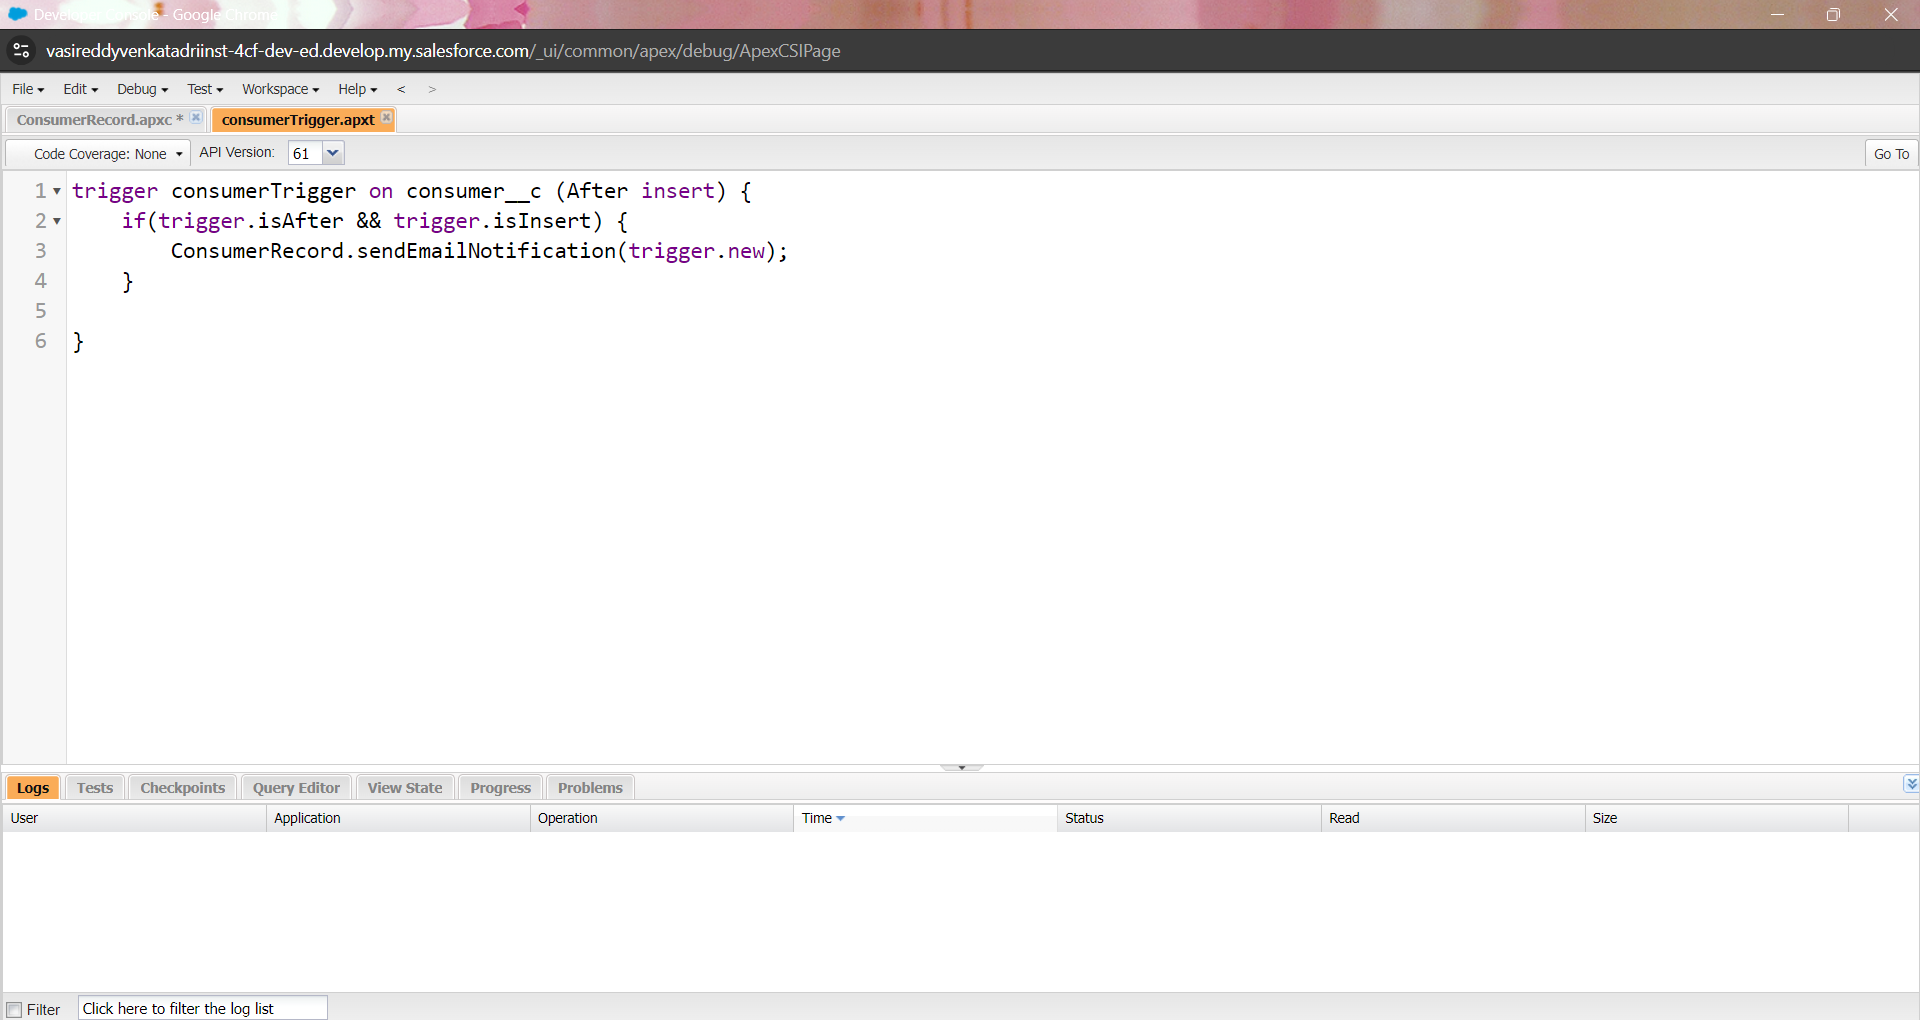 Developer Console - Google Chrome
vasireddyvenkatadriinst-4cf-dev-ed.develop.my.salesforce.com/_ui/common/apex/debug/ApexCSIPage
File Edit Debug Test Workspace Help < >
ConsumerRecord.apxc * consumerTrigger.apxt
Code Coverage: None API Version: 61 Go To
1 trigger consumerTrigger on consumer__c (After insert) {
2 if(trigger.isAfter && trigger.isInsert) {
3 ConsumerRecord.sendEmailNotification(trigger.new);
4 }
5
6 }
Logs Tests Checkpoints Query Editor View State Progress Problems
User Application Operation Time Status Read Size
Filter Click here to filter the log list